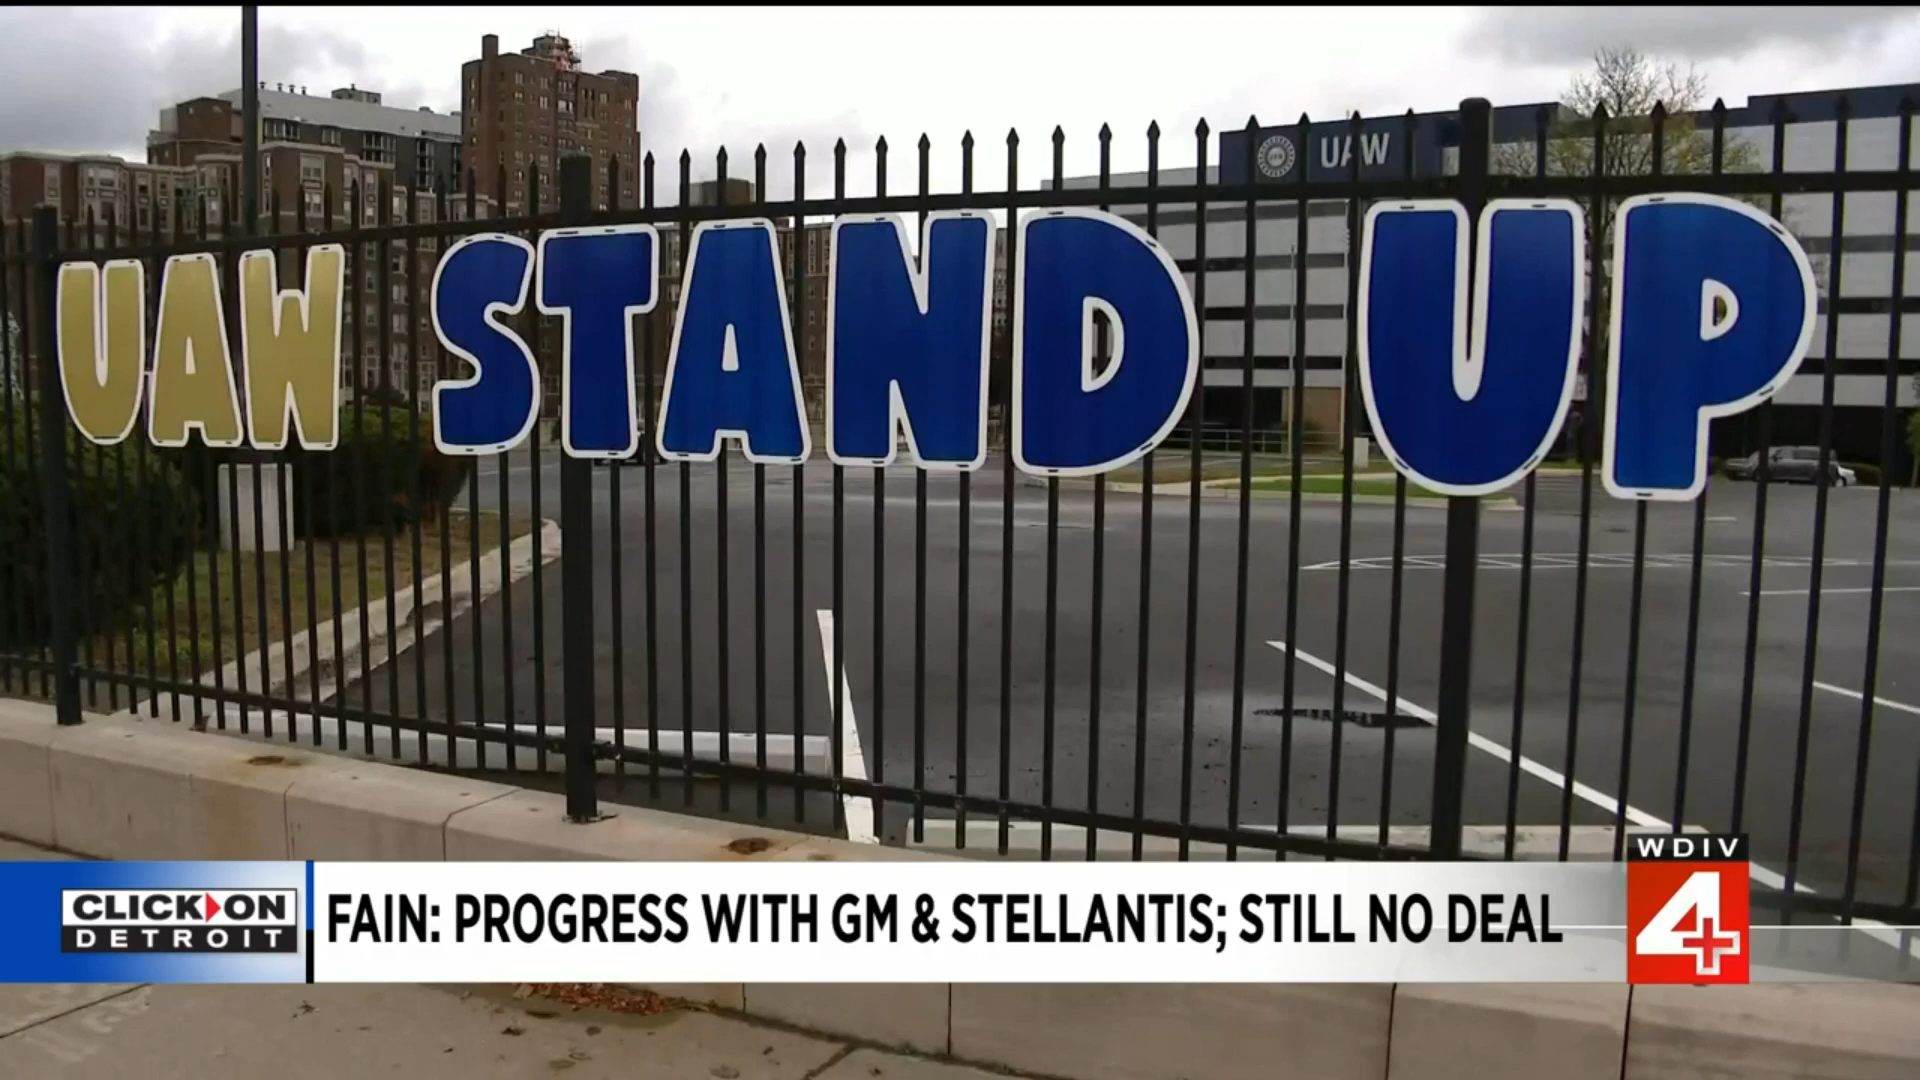 UAW
UAW STAND UP
WDIV
4
CLICK ON
DETROIT
FAIN: PROGRESS WITH GM & STELLANTIS; STILL NO DEAL